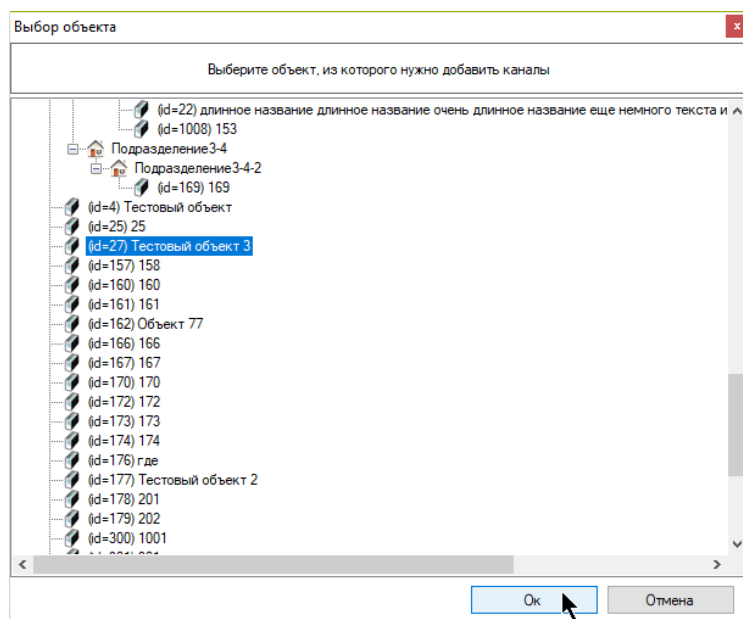 Выбор объекта
x
Выберите объект, из которого нужно добавить каналы
(id=22) длинное название длинное название очень длинное название еще немного текста и
(id=1008) 153
Подразделение3-4
Подразделение3-4-2
(id=169) 169
(id=4) Тестовый объект
(id=25) 25
(id=27) Тестовый объект 3
(id=157) 158
(id=160) 160
(id=161) 161
(id=162) Объект 77
(id=166) 166
(id=167) 167
(id=170) 170
(id=172) 172
(id=173) 173
(id=174) 174
(id=176) где
(id=177) Тестовый объект 2
(id=178) 201
(id=179) 202
(id=300) 1001
Ок
Отмена